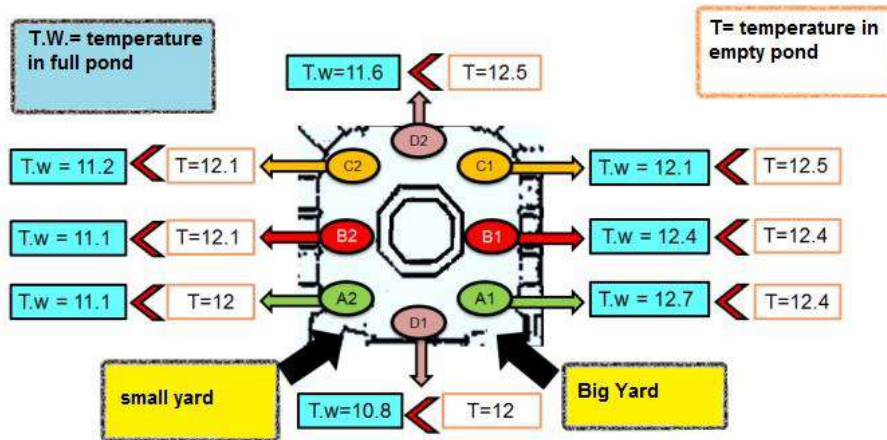 T.W.= temperature
in full pond
T= temperature in
empty pond
T.w=11.6
T=12.5
D2
T.w = 11.2
T=12.1
C2
C1
T.w = 12.1
T=12.5
T.w = 11.1
T=12.1
B2
B1
T.w = 12.4
T=12.4
T.w = 11.1
T=12
A2
A1
T.w = 12.7
T=12.4
D1
small yard
Big Yard
T.w=10.8
T=12